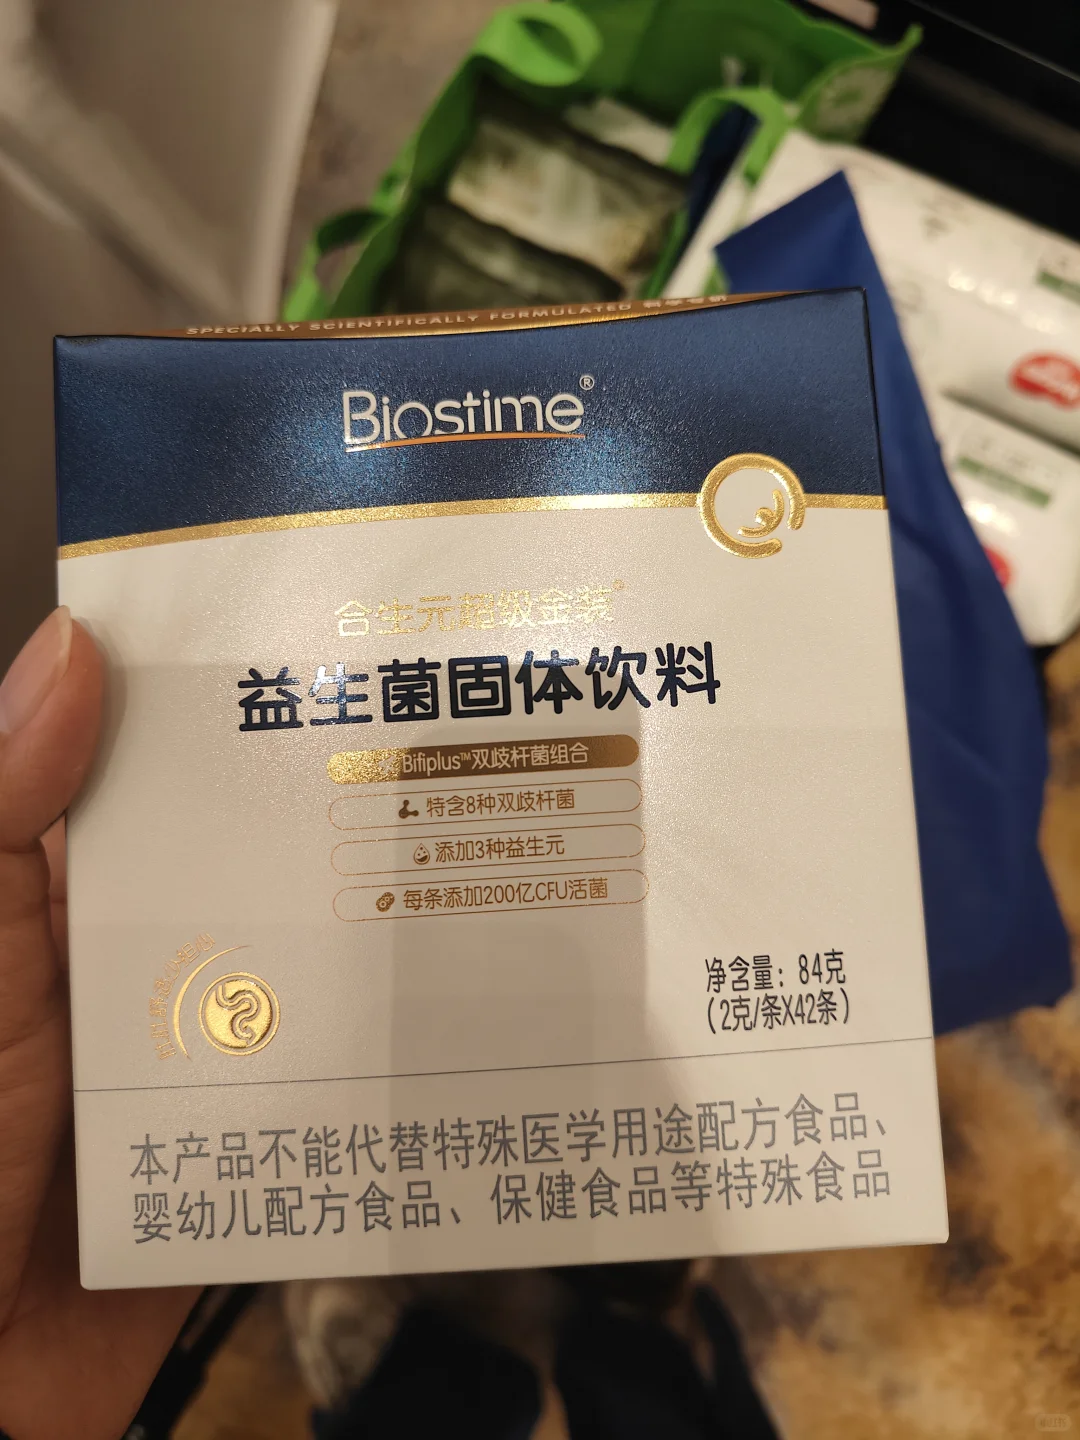 SPECIALLY SCIENTIFICALLY FORMULATED
Biostime®
合生元超级金装®
益生菌固体饮料
Bifiplus™双歧杆菌组合
特含8种双歧杆菌
添加3种益生元
每条添加200亿CFU活菌
净含量：84克
（2克/条X42条）
本产品不能代替特殊医学用途配方食品、
婴幼儿配方食品、保健食品等特殊食品